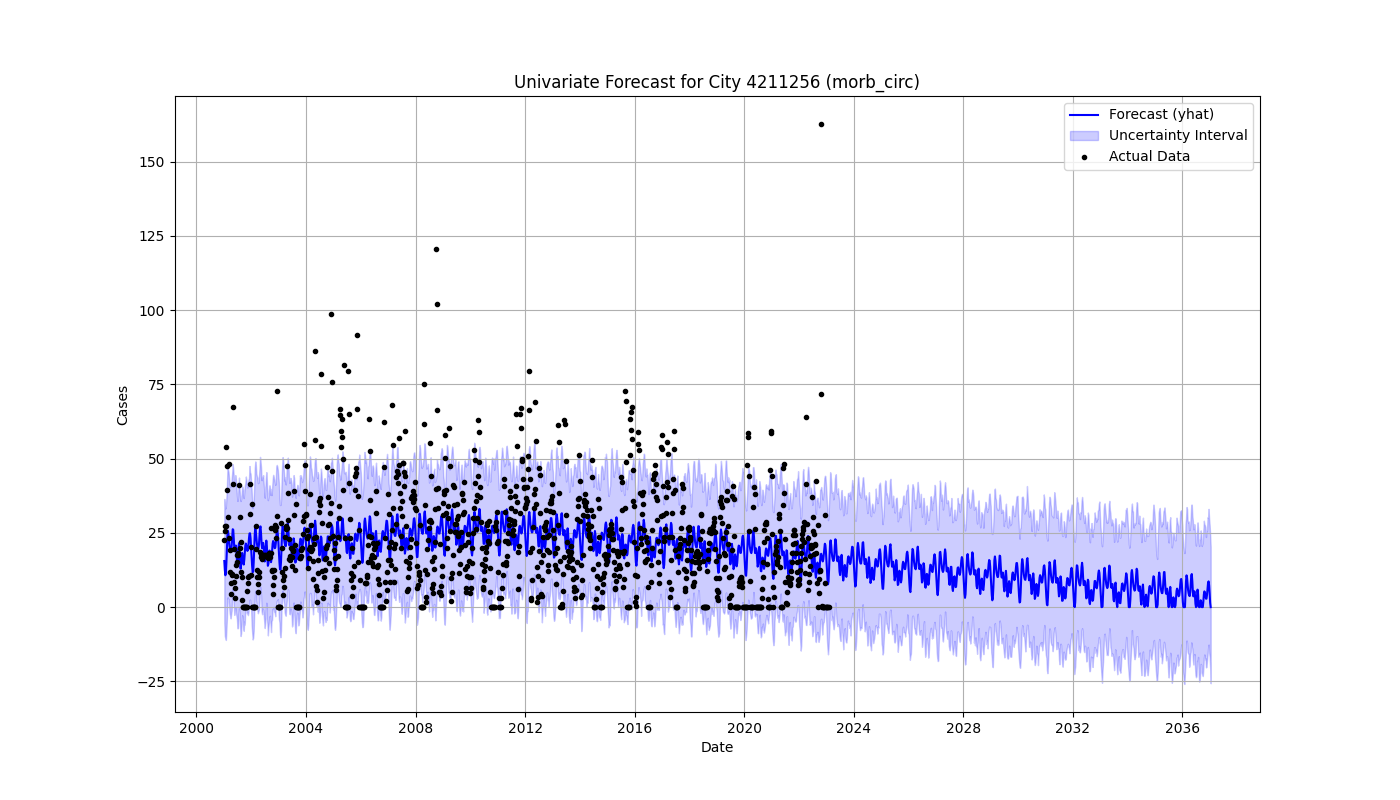 Univariate Forecast for City 4211256 (morb_circ)
Forecast (yhat)
Uncertainty Interval
Actual Data
150
125
100
75
50
25
0
−25
Cases
2000 2004 2008 2012 2016 2020 2024 2028 2032 2036
Date